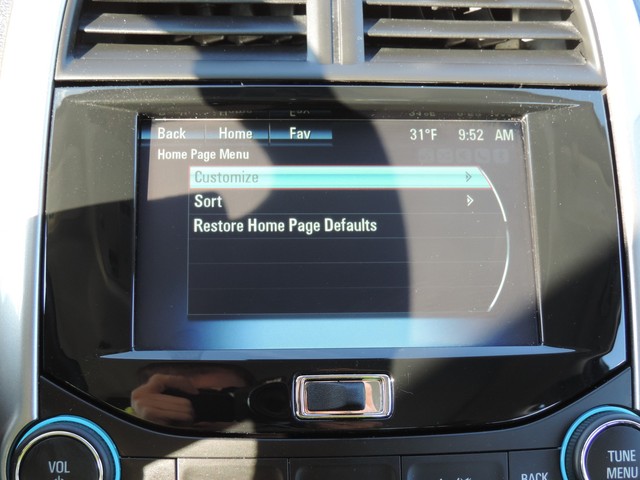 Back Home Fav 31°F 9:52 AM
Home Page Menu
Customize
Sort
Restore Home Page Defaults
VOL
TUNE
MENU
BACK